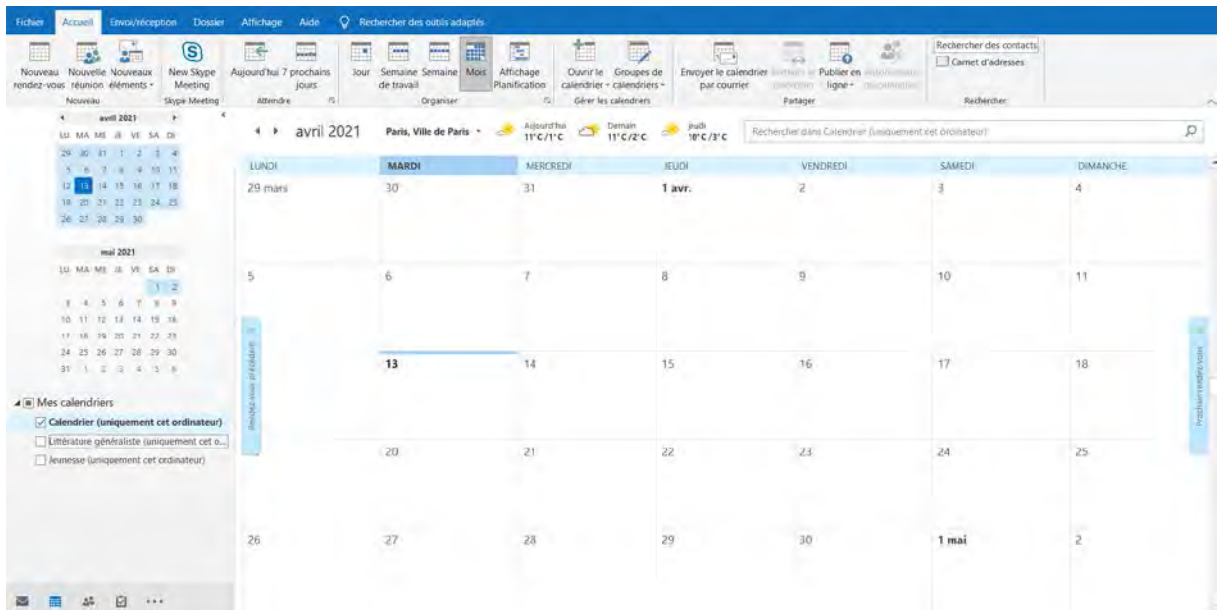 Fichier Accueil Envoi/réception Dossier Affichage Aide Rechercher des outils adaptés
Nouveau rendez-vous
Nouvelle réunion
Nouveaux éléments
New Skype Meeting
Aujourd'hui
7 prochains jours
Jour
Semaine de travail
Semaine
Mois
Affichage Planification
Ouvrir le calendrier
Groupes de calendriers
Envoyer le calendrier par courrier
Publier en ligne
Rechercher des contacts
Carnet d'adresses
Nouveau Skype Meeting Atteindre Organiser Gérer les calendriers Partager Rechercher
avril 2021
LU MA ME JE VE SA DI
29 30 31 1 2 3 4
5 6 7 8 9 10 11
12 13 14 15 16 17 18
19 20 21 22 23 24 25
26 27 28 29 30
mai 2021
LU MA ME JE VE SA DI
1 2
3 4 5 6 7 8 9
10 11 12 13 14 15 16
17 18 19 20 21 22 23
24 25 26 27 28 29 30
31 1 2 3 4 5 6
Mes calendriers
Calendrier (uniquement cet ordinateur)
Littérature généraliste (uniquement cet o...
Jeunesse (uniquement cet ordinateur)
avril 2021 Paris, Ville de Paris
Aujourd'hui
11°C/1°C
Demain
11°C/2°C
jeudi
10°C/3°C
Rechercher dans Calendrier (uniquement cet ordinateur)
LUNDI MARDI MERCREDI JEUDI VENDREDI SAMEDI DIMANCHE
29 mars 30 31 1 avr. 2 3 4
5 6 7 8 9 10 11
13 14 15 16 17 18
20 21 22 23 24 25
26 27 28 29 30 1 mai 2
Rendez-vous précédent
Prochain rendez-vous